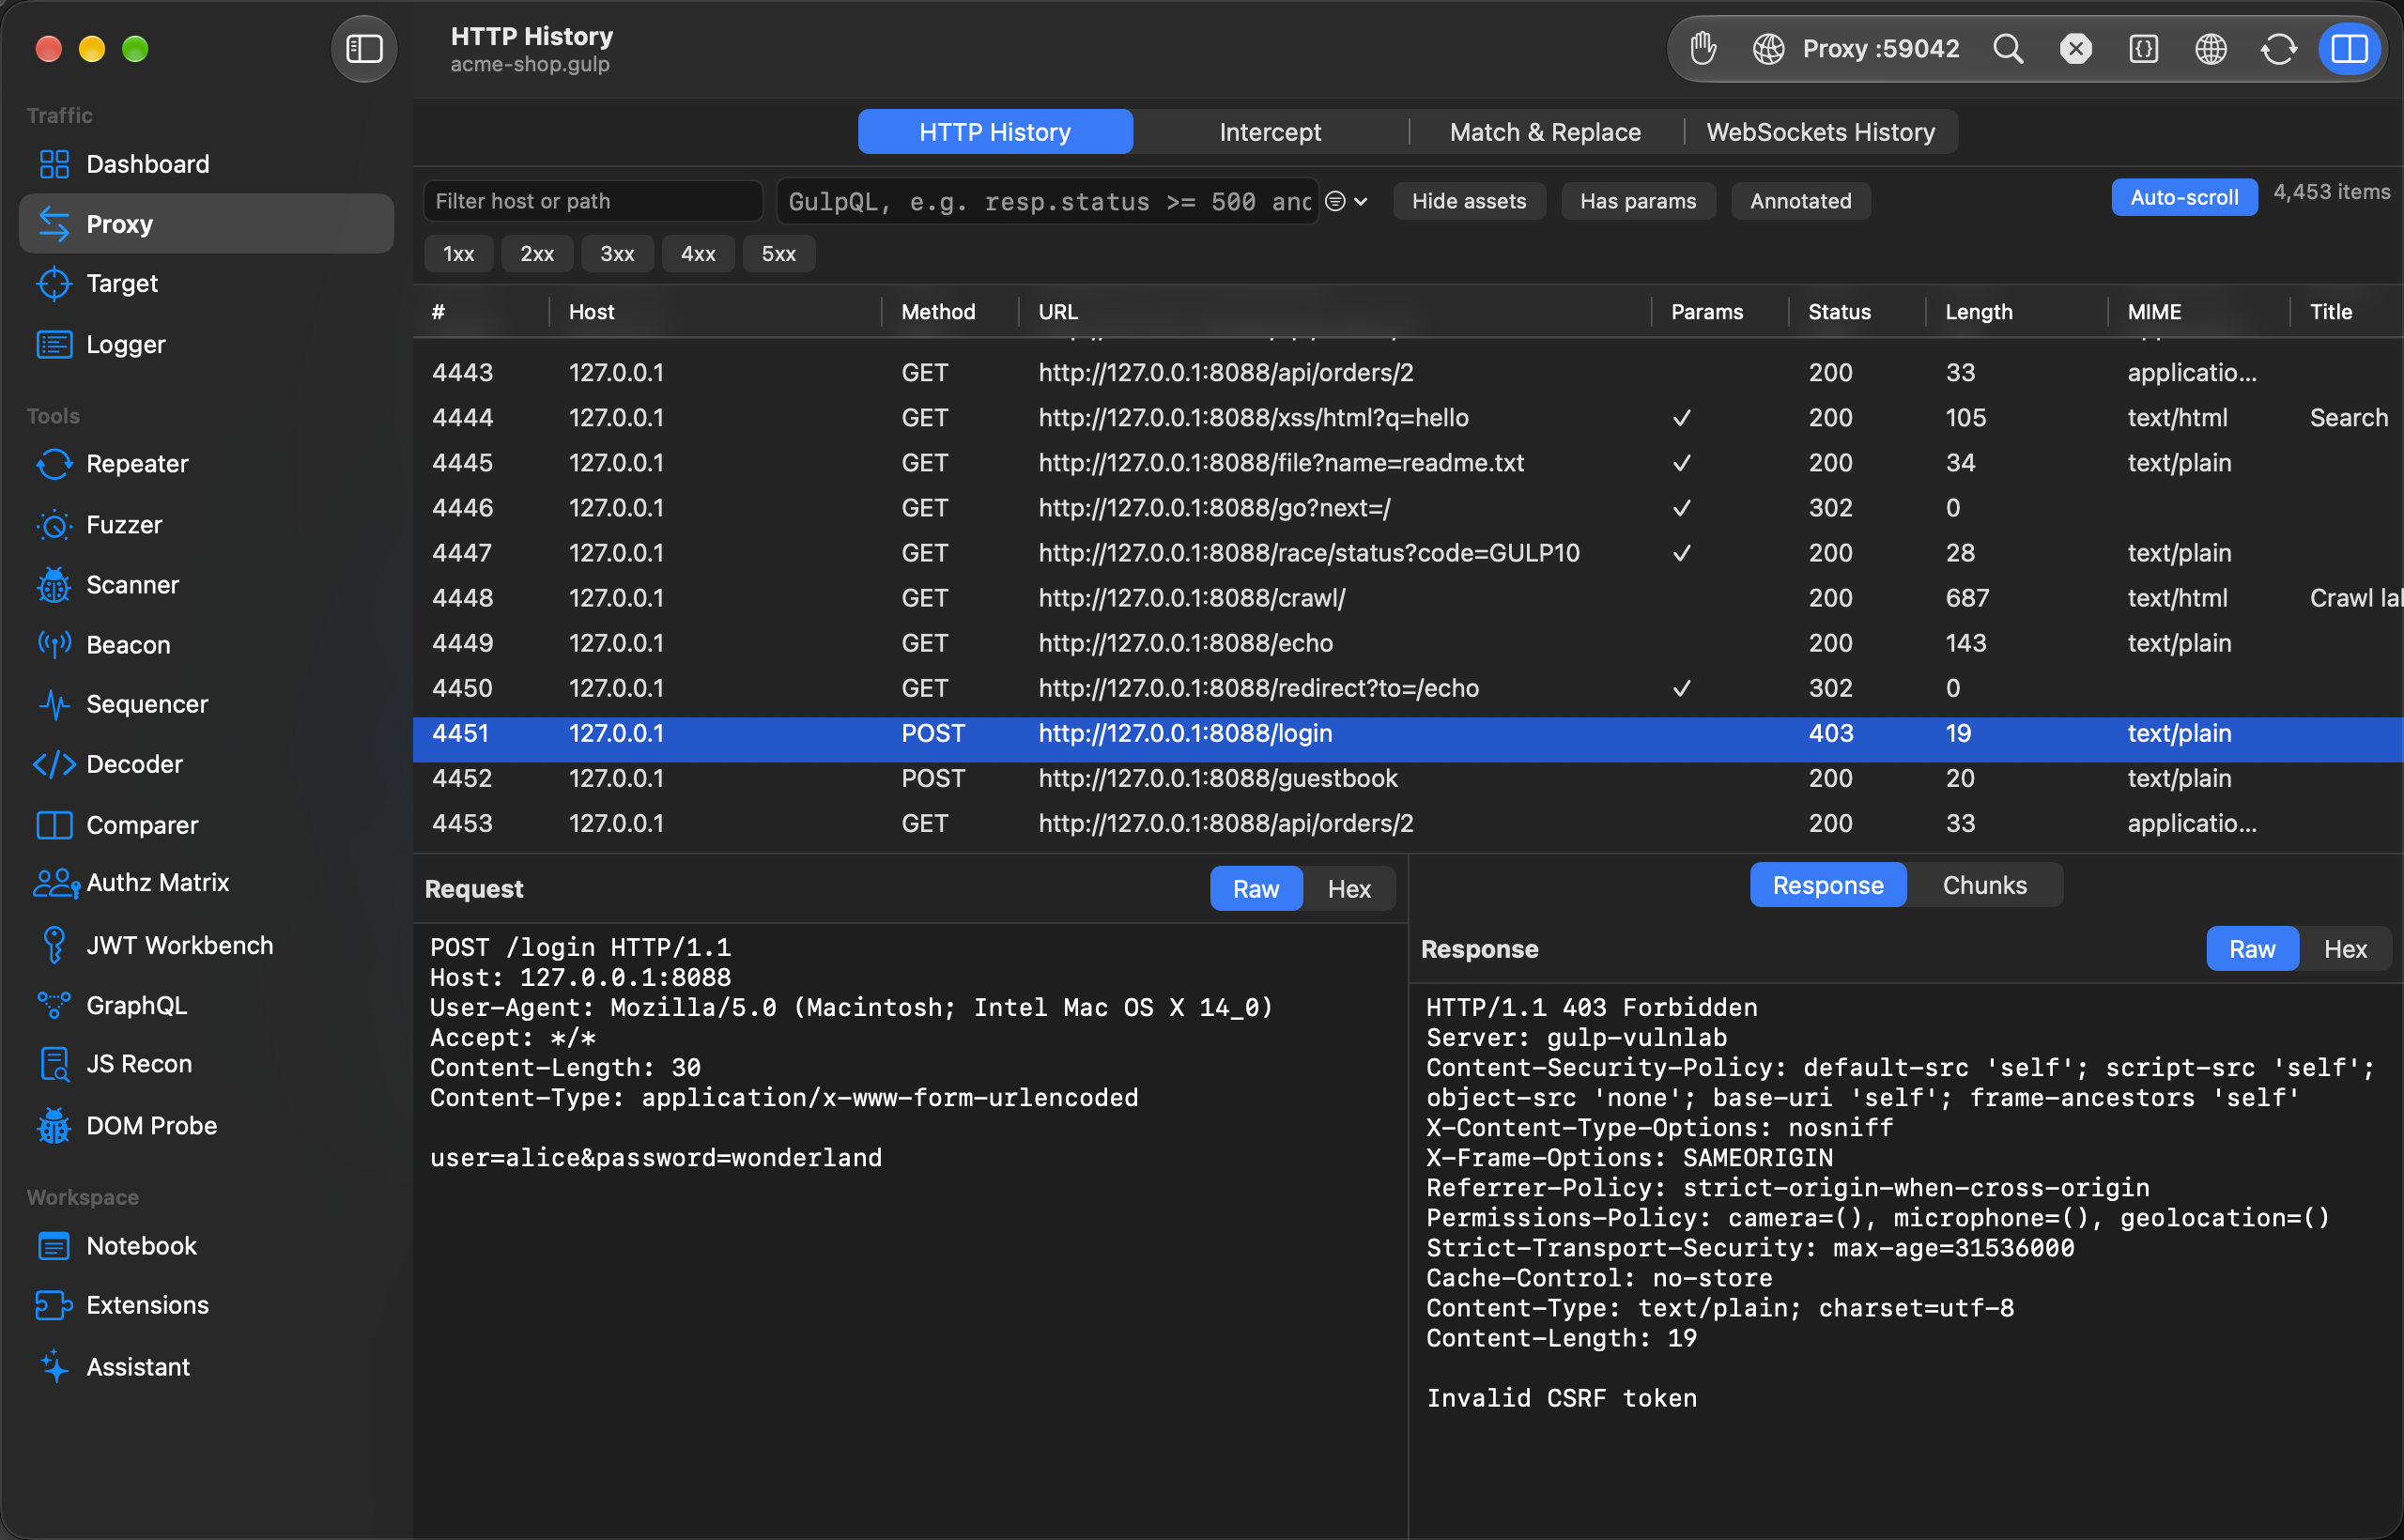 HTTP History
acme-shop.gulp
Proxy :59042
Traffic
Dashboard
Proxy
Target
Logger
Tools
Repeater
Fuzzer
Scanner
Beacon
Sequencer
Decoder
Comparer
Authz Matrix
JWT Workbench
GraphQL
JS Recon
DOM Probe
Workspace
Notebook
Extensions
Assistant
HTTP History Intercept Match & Replace WebSockets History
Filter host or path GulpQL, e.g. resp.status >= 500 and Hide assets Has params Annotated Auto-scroll 4,453 items
1xx 2xx 3xx 4xx 5xx
# Host Method URL Params Status Length MIME Title
4443 127.0.0.1 GET http://127.0.0.1:8088/api/orders/2 200 33 applicatio...
4444 127.0.0.1 GET http://127.0.0.1:8088/xss/html?q=hello ✓ 200 105 text/html Search
4445 127.0.0.1 GET http://127.0.0.1:8088/file?name=readme.txt ✓ 200 34 text/plain
4446 127.0.0.1 GET http://127.0.0.1:8088/go?next=/ ✓ 302 0
4447 127.0.0.1 GET http://127.0.0.1:8088/race/status?code=GULP10 ✓ 200 28 text/plain
4448 127.0.0.1 GET http://127.0.0.1:8088/crawl/ 200 687 text/html Crawl
4449 127.0.0.1 GET http://127.0.0.1:8088/echo 200 143 text/plain
4450 127.0.0.1 GET http://127.0.0.1:8088/redirect?to=/echo ✓ 302 0
4451 127.0.0.1 POST http://127.0.0.1:8088/login 403 19 text/plain
4452 127.0.0.1 POST http://127.0.0.1:8088/guestbook 200 20 text/plain
4453 127.0.0.1 GET http://127.0.0.1:8088/api/orders/2 200 33 applicatio...
Request Raw Hex
POST /login HTTP/1.1
Host: 127.0.0.1:8088
User-Agent: Mozilla/5.0 (Macintosh; Intel Mac OS X 14_0)
Accept: */*
Content-Length: 30
Content-Type: application/x-www-form-urlencoded
user=alice&password=wonderland
Response Chunks
Response Raw Hex
HTTP/1.1 403 Forbidden
Server: gulp-vulnlab
Content-Security-Policy: default-src 'self'; script-src 'self';
object-src 'none'; base-uri 'self'; frame-ancestors 'self'
X-Content-Type-Options: nosniff
X-Frame-Options: SAMEORIGIN
Referrer-Policy: strict-origin-when-cross-origin
Permissions-Policy: camera=(), microphone=(), geolocation=()
Strict-Transport-Security: max-age=31536000
Cache-Control: no-store
Content-Type: text/plain; charset=utf-8
Content-Length: 19
Invalid CSRF token